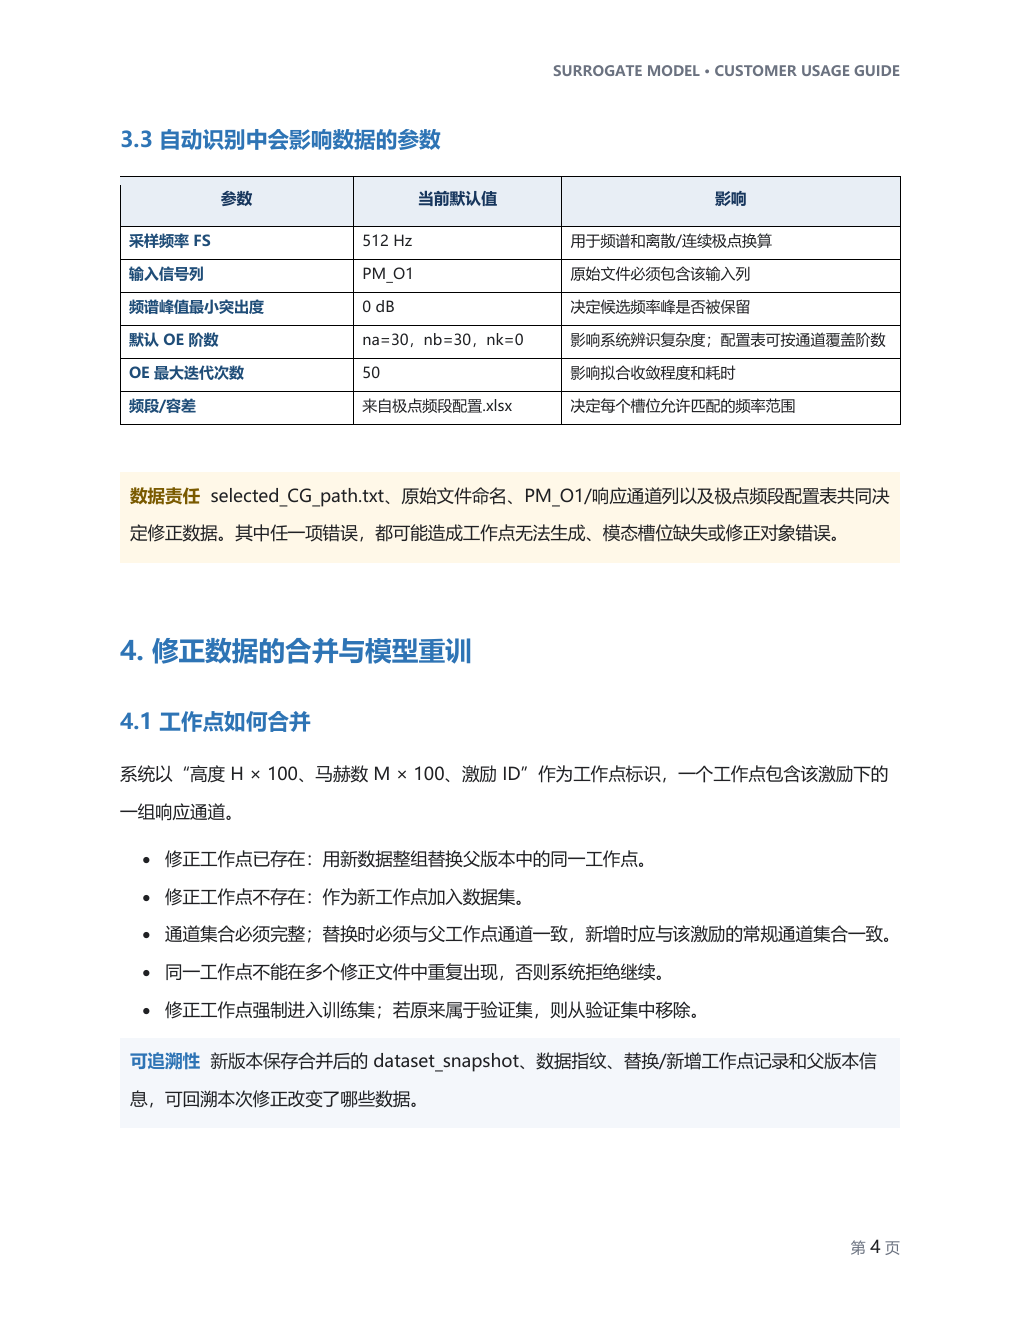 SURROGATE MODEL • CUSTOMER USAGE GUIDE
3.3 自动识别中会影响数据的参数
参数 当前默认值 影响
采样频率 FS 512 Hz 用于频谱和离散/连续极点换算
输入信号列 PM_O1 原始文件必须包含该输入列
频谱峰值最小突出度 0 dB 决定候选频率峰是否被保留
默认 OE 阶数 na=30，nb=30，nk=0 影响系统辨识复杂度；配置表可按通道覆盖阶数
OE 最大迭代次数 50 影响拟合收敛程度和耗时
频段/容差 来自极点频段配置.xlsx 决定每个槽位允许匹配的频率范围
数据责任 selected_CG_path.txt、原始文件命名、PM_O1/响应通道列以及极点频段配置表共同决
定修正数据。其中任一项错误，都可能造成工作点无法生成、模态槽位缺失或修正对象错误。
4. 修正数据的合并与模型重训
4.1 工作点如何合并
系统以“高度 H × 100、马赫数 M × 100、激励 ID”作为工作点标识，一个工作点包含该激励下的
一组响应通道。
• 修正工作点已存在：用新数据整组替换父版本中的同一工作点。
• 修正工作点不存在：作为新工作点加入数据集。
• 通道集合必须完整；替换时必须与父工作点通道一致，新增时应与该激励的常规通道集合一致。
• 同一工作点不能在多个修正文件中重复出现，否则系统拒绝继续。
• 修正工作点强制进入训练集；若原来属于验证集，则从验证集中移除。
可追溯性 新版本保存合并后的 dataset_snapshot、数据指纹、替换/新增工作点记录和父版本信
息，可回溯本次修正改变了哪些数据。
第 4 页